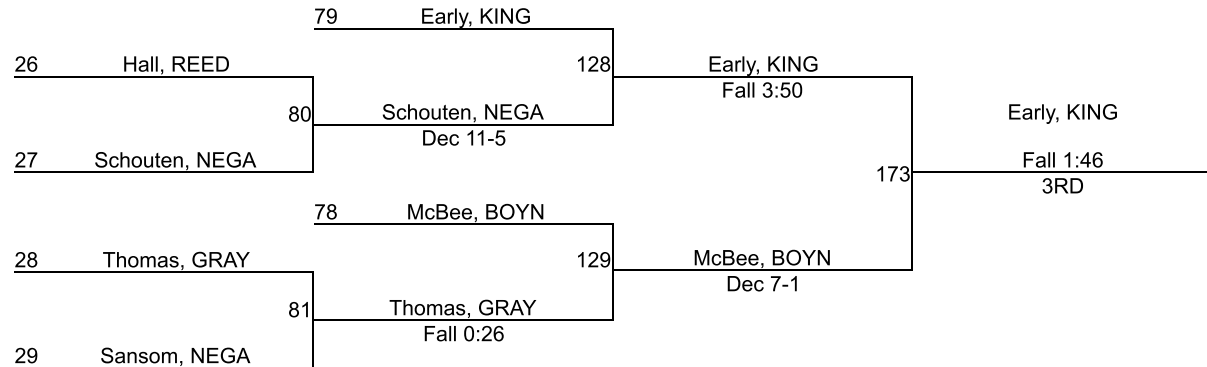 79 Early, KING
26 Hall, REED
128 Early, KING
Fall 3:50
80 Schouten, NEGA
Dec 11-5
Early, KING
27 Schouten, NEGA
Fall 1:46
173
3RD
78 McBee, BOYN
28 Thomas, GRAY
129 McBee, BOYN
Dec 7-1
81 Thomas, GRAY
Fall 0:26
29 Sansom, NEGA